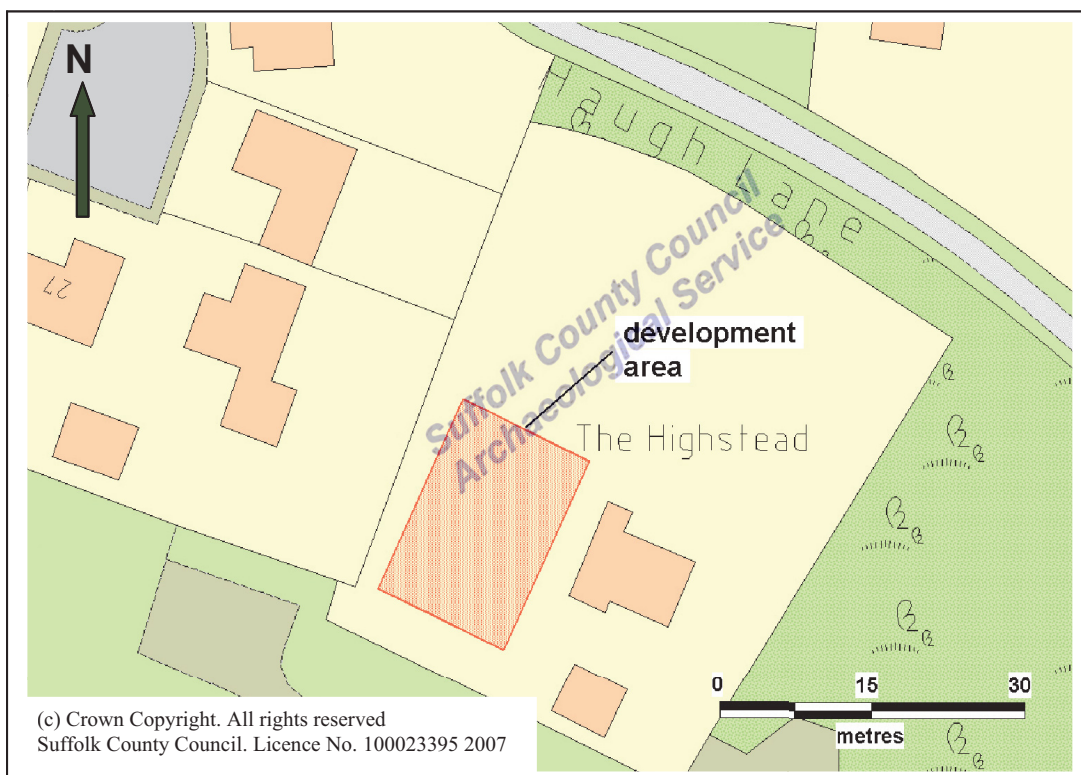 N
Haugh Lane
Suffolk County Council
Archaeological Service
development
area
The Highstead
27
0 15 30
metres
(c) Crown Copyright. All rights reserved
Suffolk County Council. Licence No. 100023395 2007